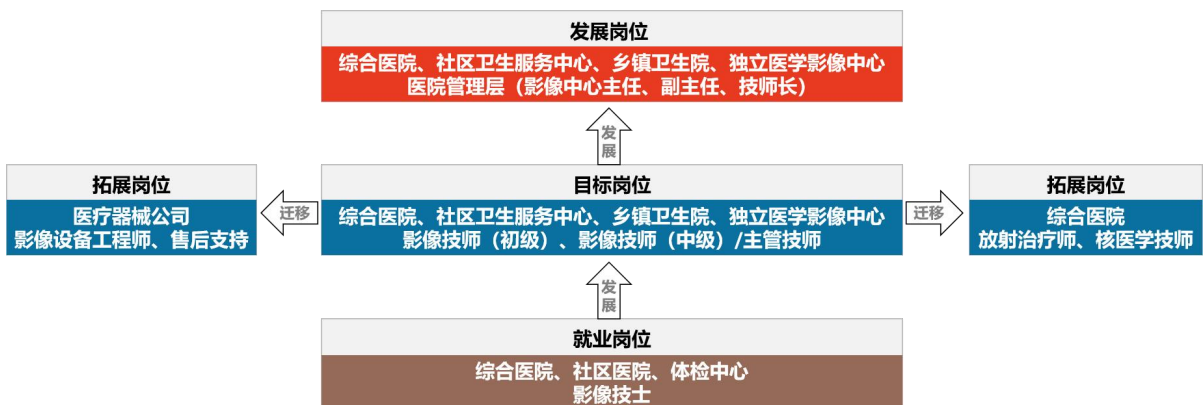 发展岗位
综合医院、社区卫生服务中心、乡镇卫生院、独立医学影像中心
医院管理层（影像中心主任、副主任、技师长）
发展
拓展岗位
医疗器械公司
影像设备工程师、售后支持
迁移
目标岗位
综合医院、社区卫生服务中心、乡镇卫生院、独立医学影像中心
影像技师（初级）、影像技师（中级）/主管技师
迁移
拓展岗位
综合医院
放射治疗师、核医学技师
发展
就业岗位
综合医院、社区医院、体检中心
影像技士